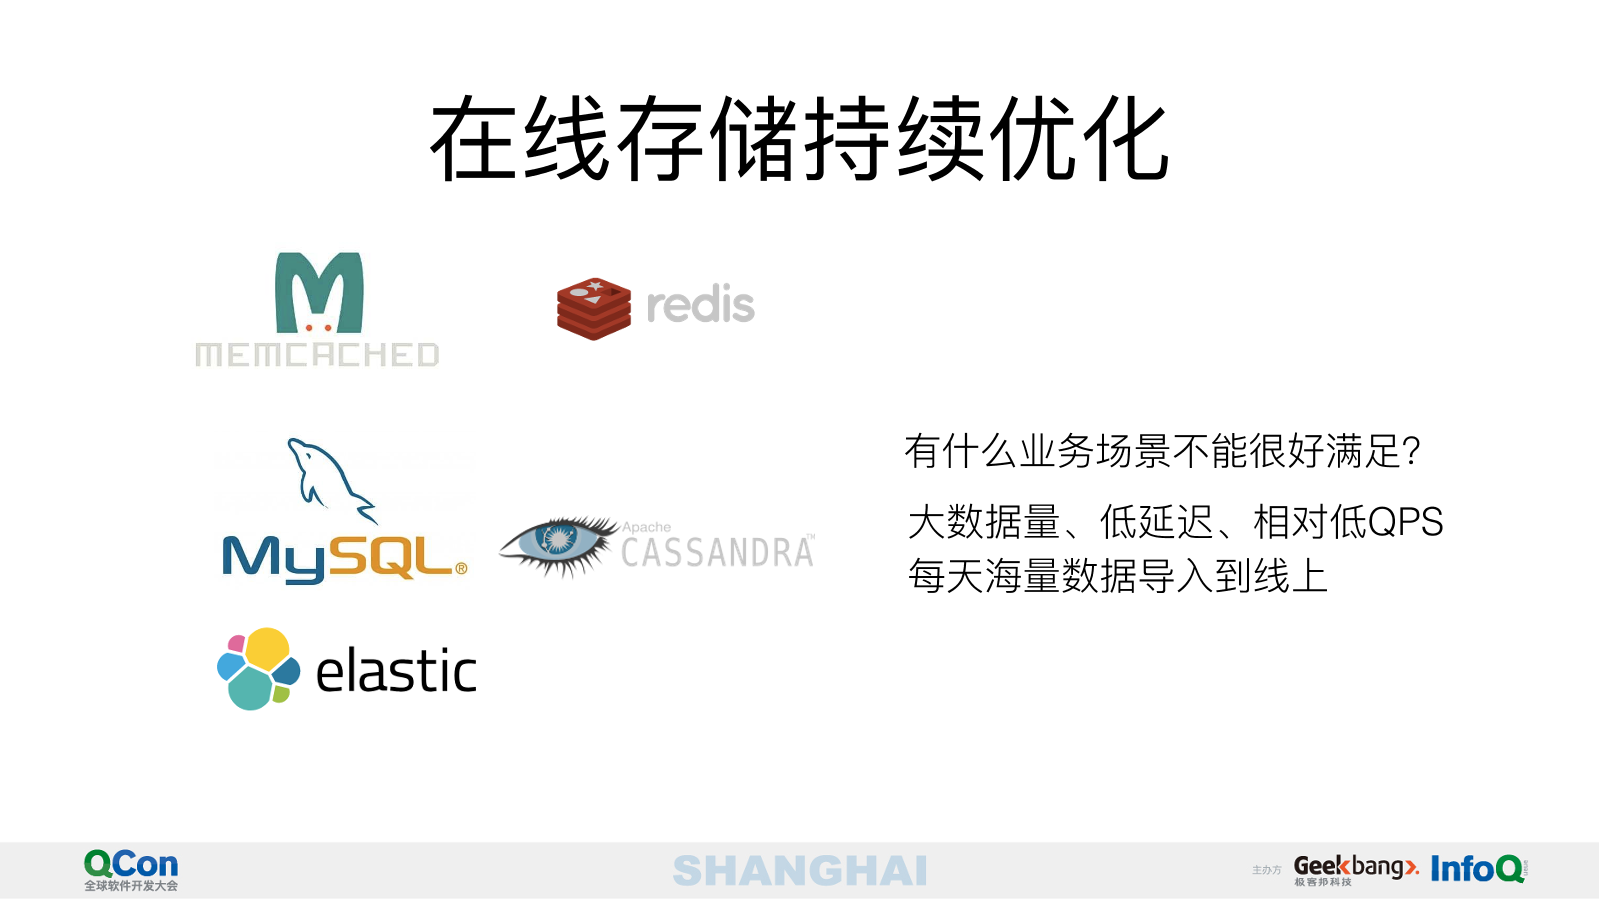 在线存储持续优化
MEMCACHED
redis
有什么业务场景不能很好满足?
大数据量、低延迟、相对低QPS
每天海量数据导入到线上
MySQL®
Apache
CASSANDRA™
elastic
QCon
全球软件开发大会
SHANGHAI
主办方
Geekbang>.
极客邦科技
InfoQ